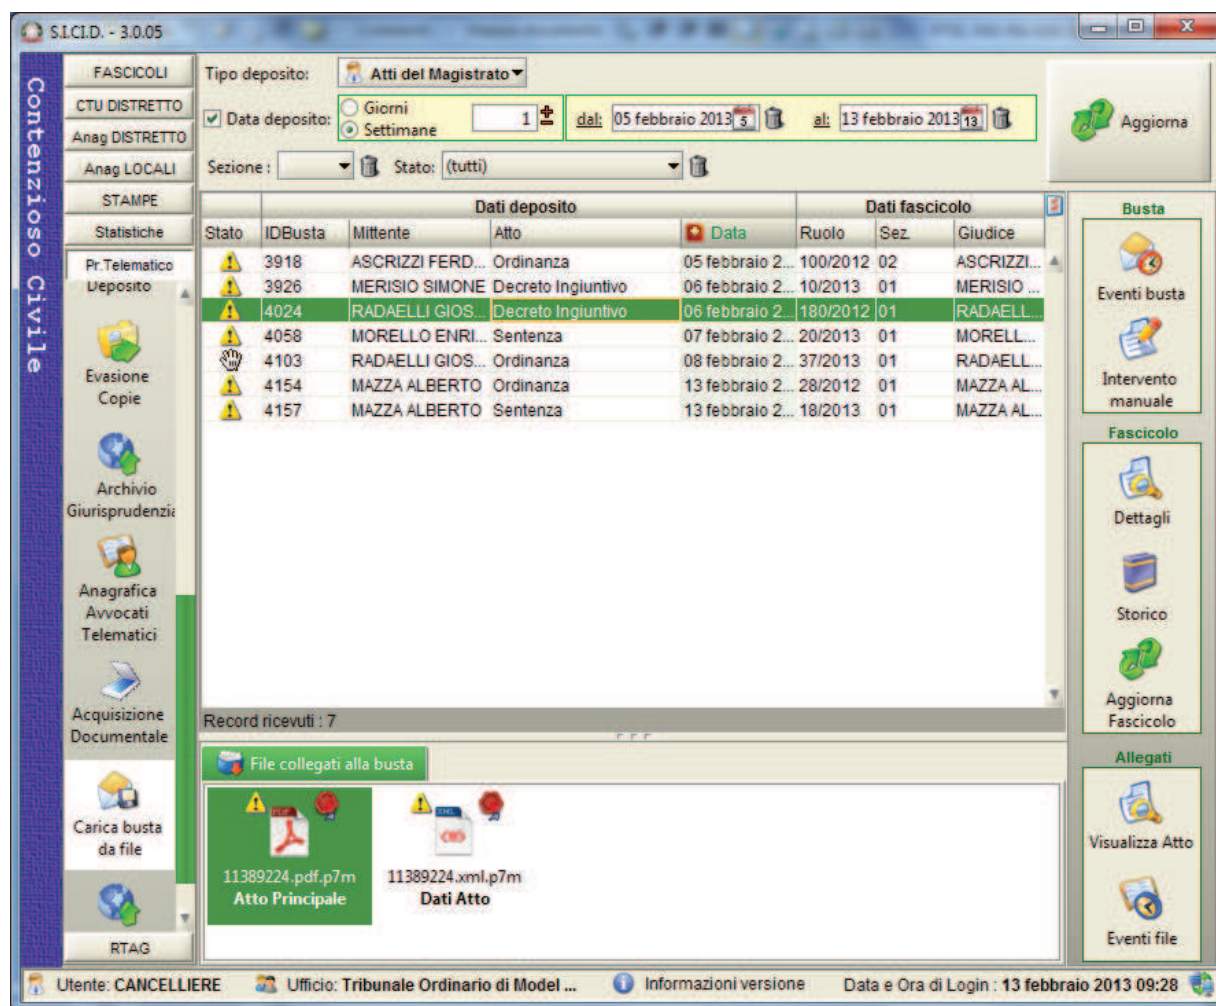 S.I.CI.D. - 3.0.05
Contenzioso Civile
FASCICOLI
CTU DISTRETTO
Anag DISTRETTO
Anag LOCALI
STAMPE
Statistiche
Pr.Telematico
Deposito
Evasione
Copie
Archivio
Giurisprudenzia
Anagrafica
Avvocati
Telematici
Acquisizione
Documentale
Carica busta
da file
RTAG
Tipo deposito: Atti del Magistrato
Data deposito: Giorni
Settimane 1 dal: 05 febbraio 2013 5 al: 13 febbraio 2013 13
Aggiorna
Sezione : Stato: (tutti)
Dati deposito Dati fascicolo
Stato IDBusta Mittente Atto Data Ruolo Sez. Giudice
3918 ASCRIZZI FERD... Ordinanza 05 febbraio 2... 100/2012 02 ASCRIZZI...
3926 MERISIO SIMONE Decreto Ingiuntivo 06 febbraio 2... 10/2013 01 MERISIO ...
4024 RADAELLI GIOS... Decreto Ingiuntivo 06 febbraio 2... 180/2012 01 RADAELL...
4058 MORELLO ENRI... Sentenza 07 febbraio 2... 20/2013 01 MORELL...
4103 RADAELLI GIOS... Ordinanza 08 febbraio 2... 37/2013 01 RADAELL...
4154 MAZZA ALBERTO Ordinanza 13 febbraio 2... 28/2012 01 MAZZA AL...
4157 MAZZA ALBERTO Sentenza 13 febbraio 2... 18/2013 01 MAZZA AL...
Record ricevuti : 7
File collegati alla busta
11389224.pdf.p7m
Atto Principale
11389224.xml.p7m
Dati Atto
Busta
Eventi busta
Intervento
manuale
Fascicolo
Dettagli
Storico
Aggiorna
Fascicolo
Allegati
Visualizza Atto
Eventi file
Utente: CANCELLIERE Ufficio: Tribunale Ordinario di Model ... Informazioni versione Data e Ora di Login : 13 febbraio 2013 09:28